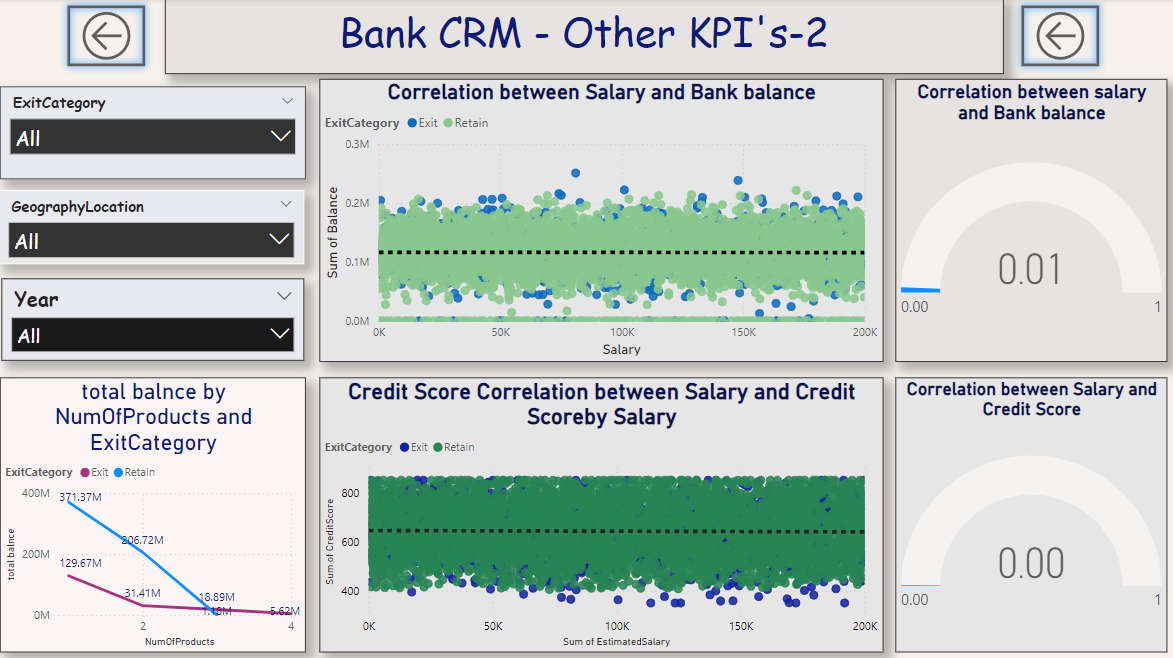 Bank CRM - Other KPI's-2
ExitCategory
All
GeographyLocation
All
Year
All
Correlation between Salary and Bank balance
ExitCategory Exit Retain
Sum of Balance
0.3M
0.2M
0.1M
0.0M
0K 50K 100K 150K 200K
Salary
Correlation between salary
and Bank balance
0.01
0.00 1
total balnce by
NumOfProducts and
ExitCategory
ExitCategory Exit Retain
total balnce
400M
200M
0M
371.37M
206.72M
129.67M
31.41M
18.89M
5.62M
2 4
NumOfProducts
Credit Score Correlation between Salary and Credit
Scoreby Salary
ExitCategory Exit Retain
Sum of CreditScore
800
600
400
0K 50K 100K 150K 200K
Sum of EstimatedSalary
Correlation between Salary and
Credit Score
0.00
0.00 1